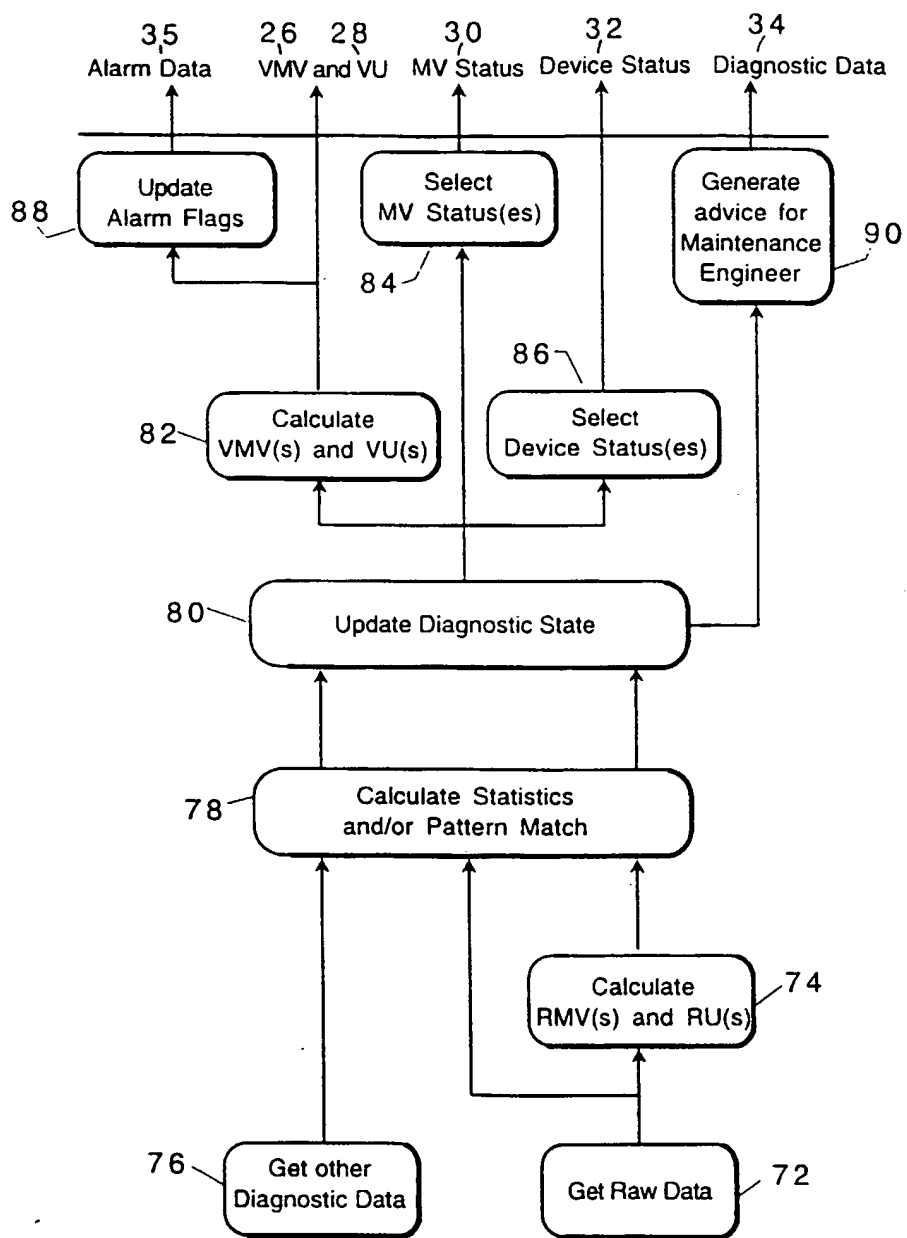 35 26 28 30 32 34
Alarm Data VMV and VU MV Status Device Status Diagnostic Data
Update
Alarm Flags
88
Select
MV Status(es)
84
Generate
advice for
Maintenance
Engineer
90
86
82
Calculate
VMV(s) and VU(s)
Select
Device Status(es)
80
Update Diagnostic State
78
Calculate Statistics
and/or Pattern Match
Calculate
RMV(s) and RU(s)
74
76
Get other
Diagnostic Data
Get Raw Data
72